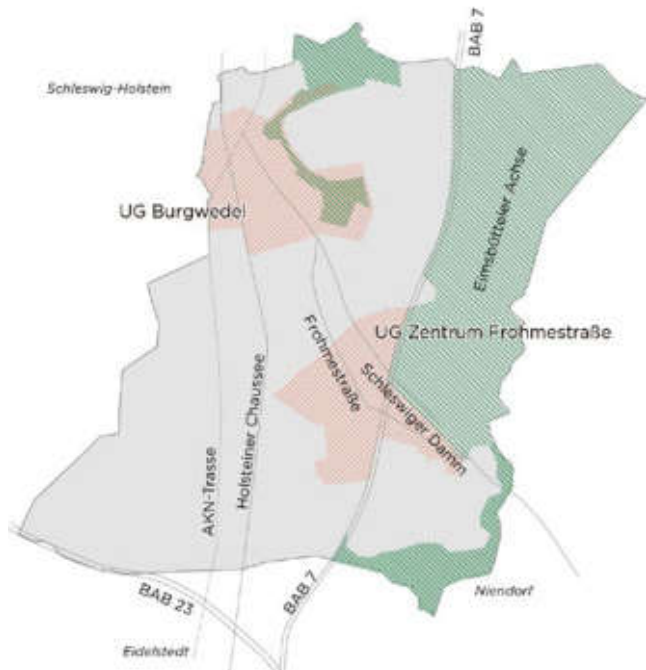 BAB 7
Schleswig-Holstein
Eimsbütteler Achse
UG Burgwedel
UG Zentrum Frohmestraße
Frohmestraße
Schleswiger Damm
Holsteiner Chaussee
AKN-Trasse
BAB 7
BAB 23
Niendorf
Eidelstedt